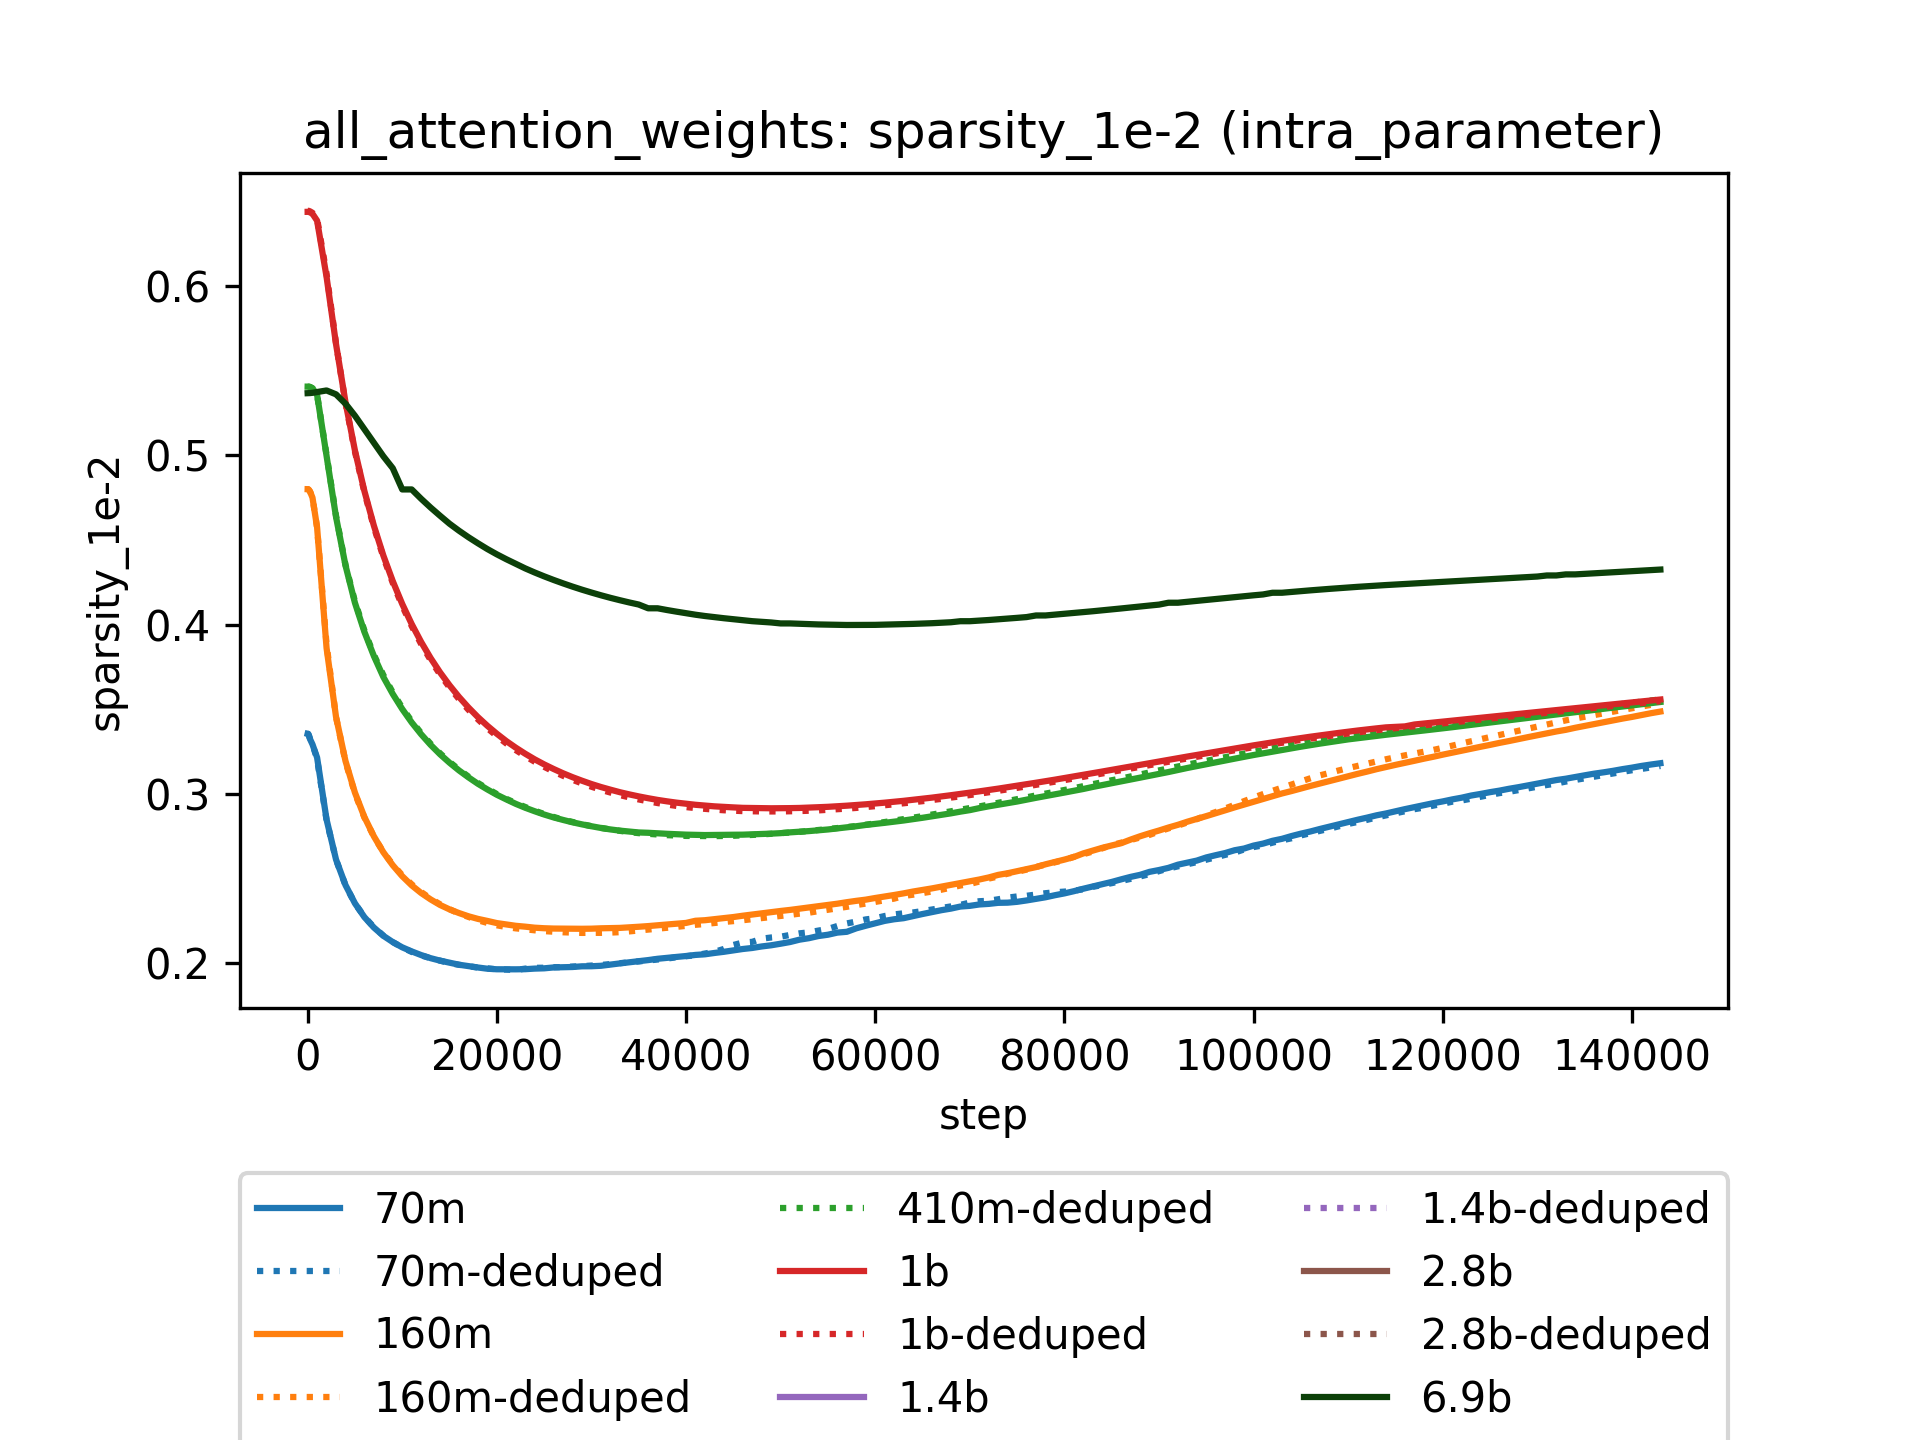 all_attention_weights: sparsity_1e-2 (intra_parameter)
sparsity_1e-2
0.6
0.5
0.4
0.3
0.2
0 20000 40000 60000 80000 100000 120000 140000
step
70m
70m-deduped
160m
160m-deduped
410m-deduped
1b
1b-deduped
1.4b
1.4b-deduped
2.8b
2.8b-deduped
6.9b